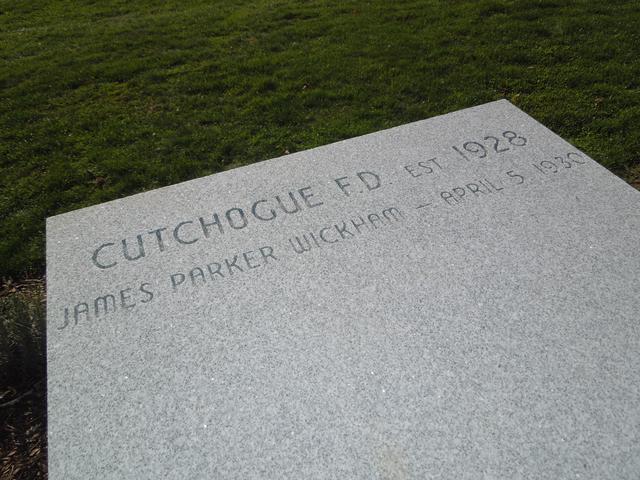 CUTCHOGUE F.D. EST. 1928
JAMES PARKER WICKHAM – APRIL 5, 1930